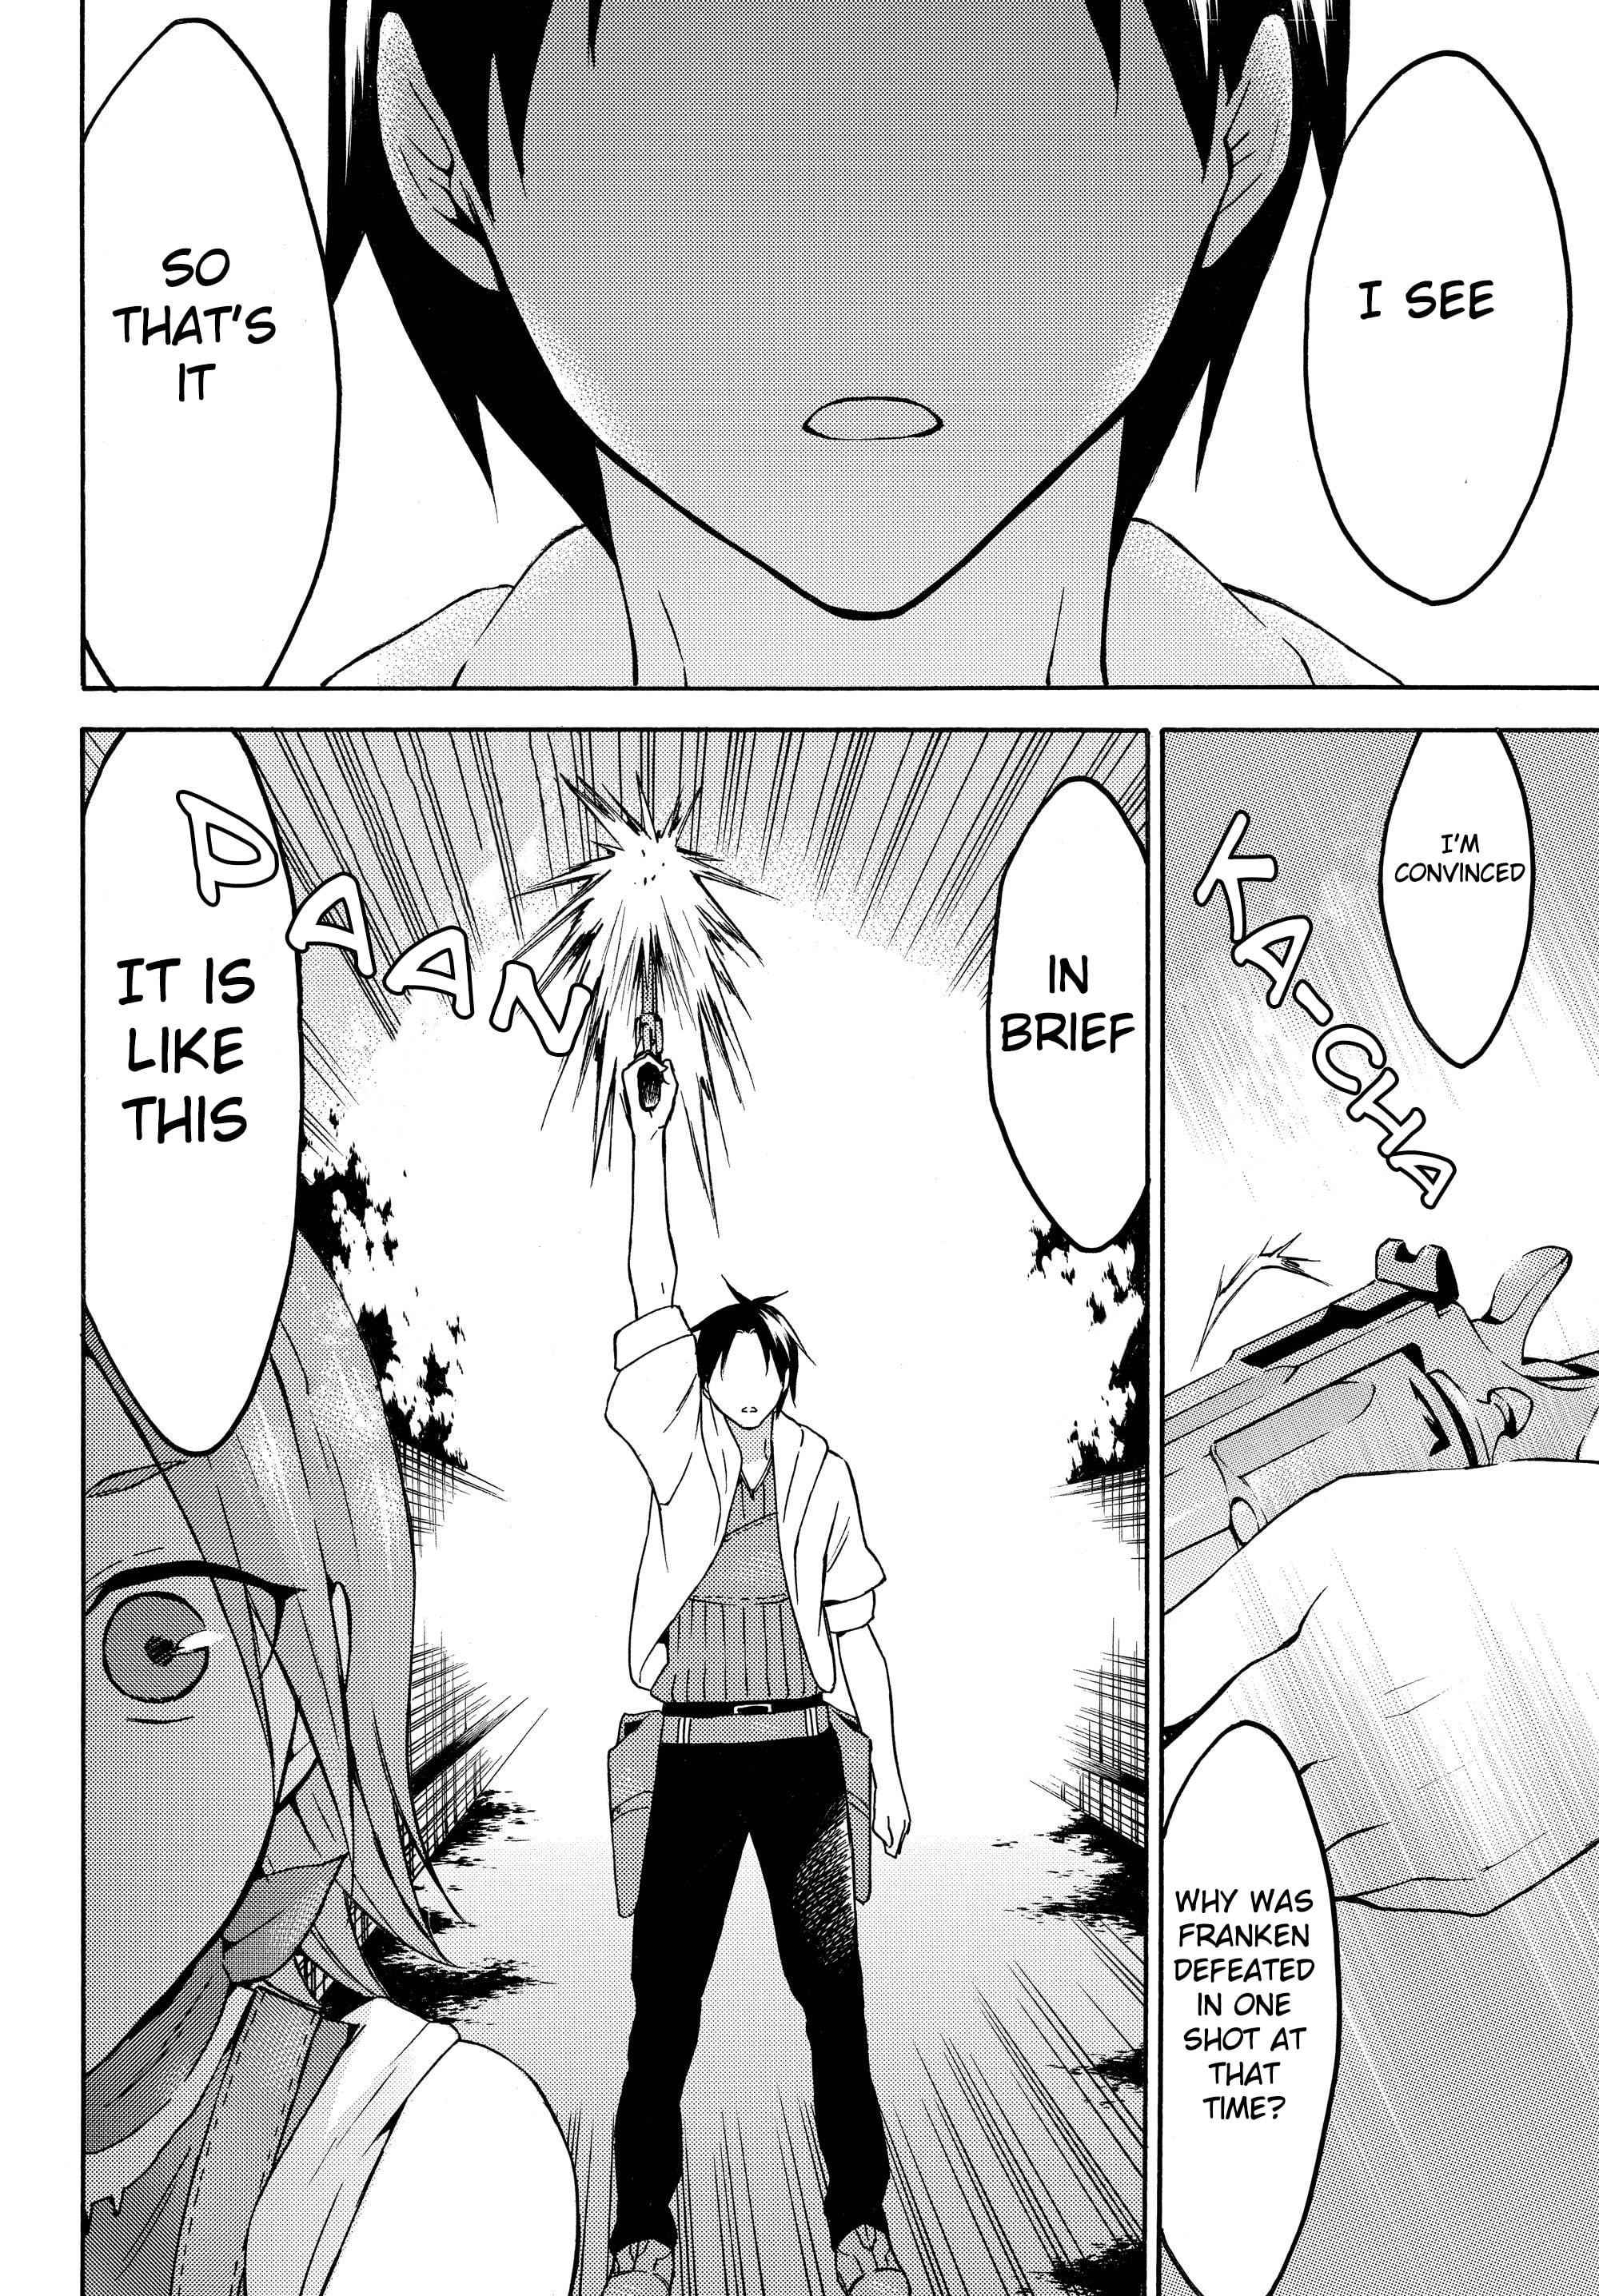 I SEE
SO
THAT'S
IT
I'M
CONVINCED
KA-CHA
WHY WAS
FRANKEN
DEFEATED
IN ONE
SHOT AT
THAT
TIME?
IN
BRIEF
DAAN
IT IS
LIKE
THIS